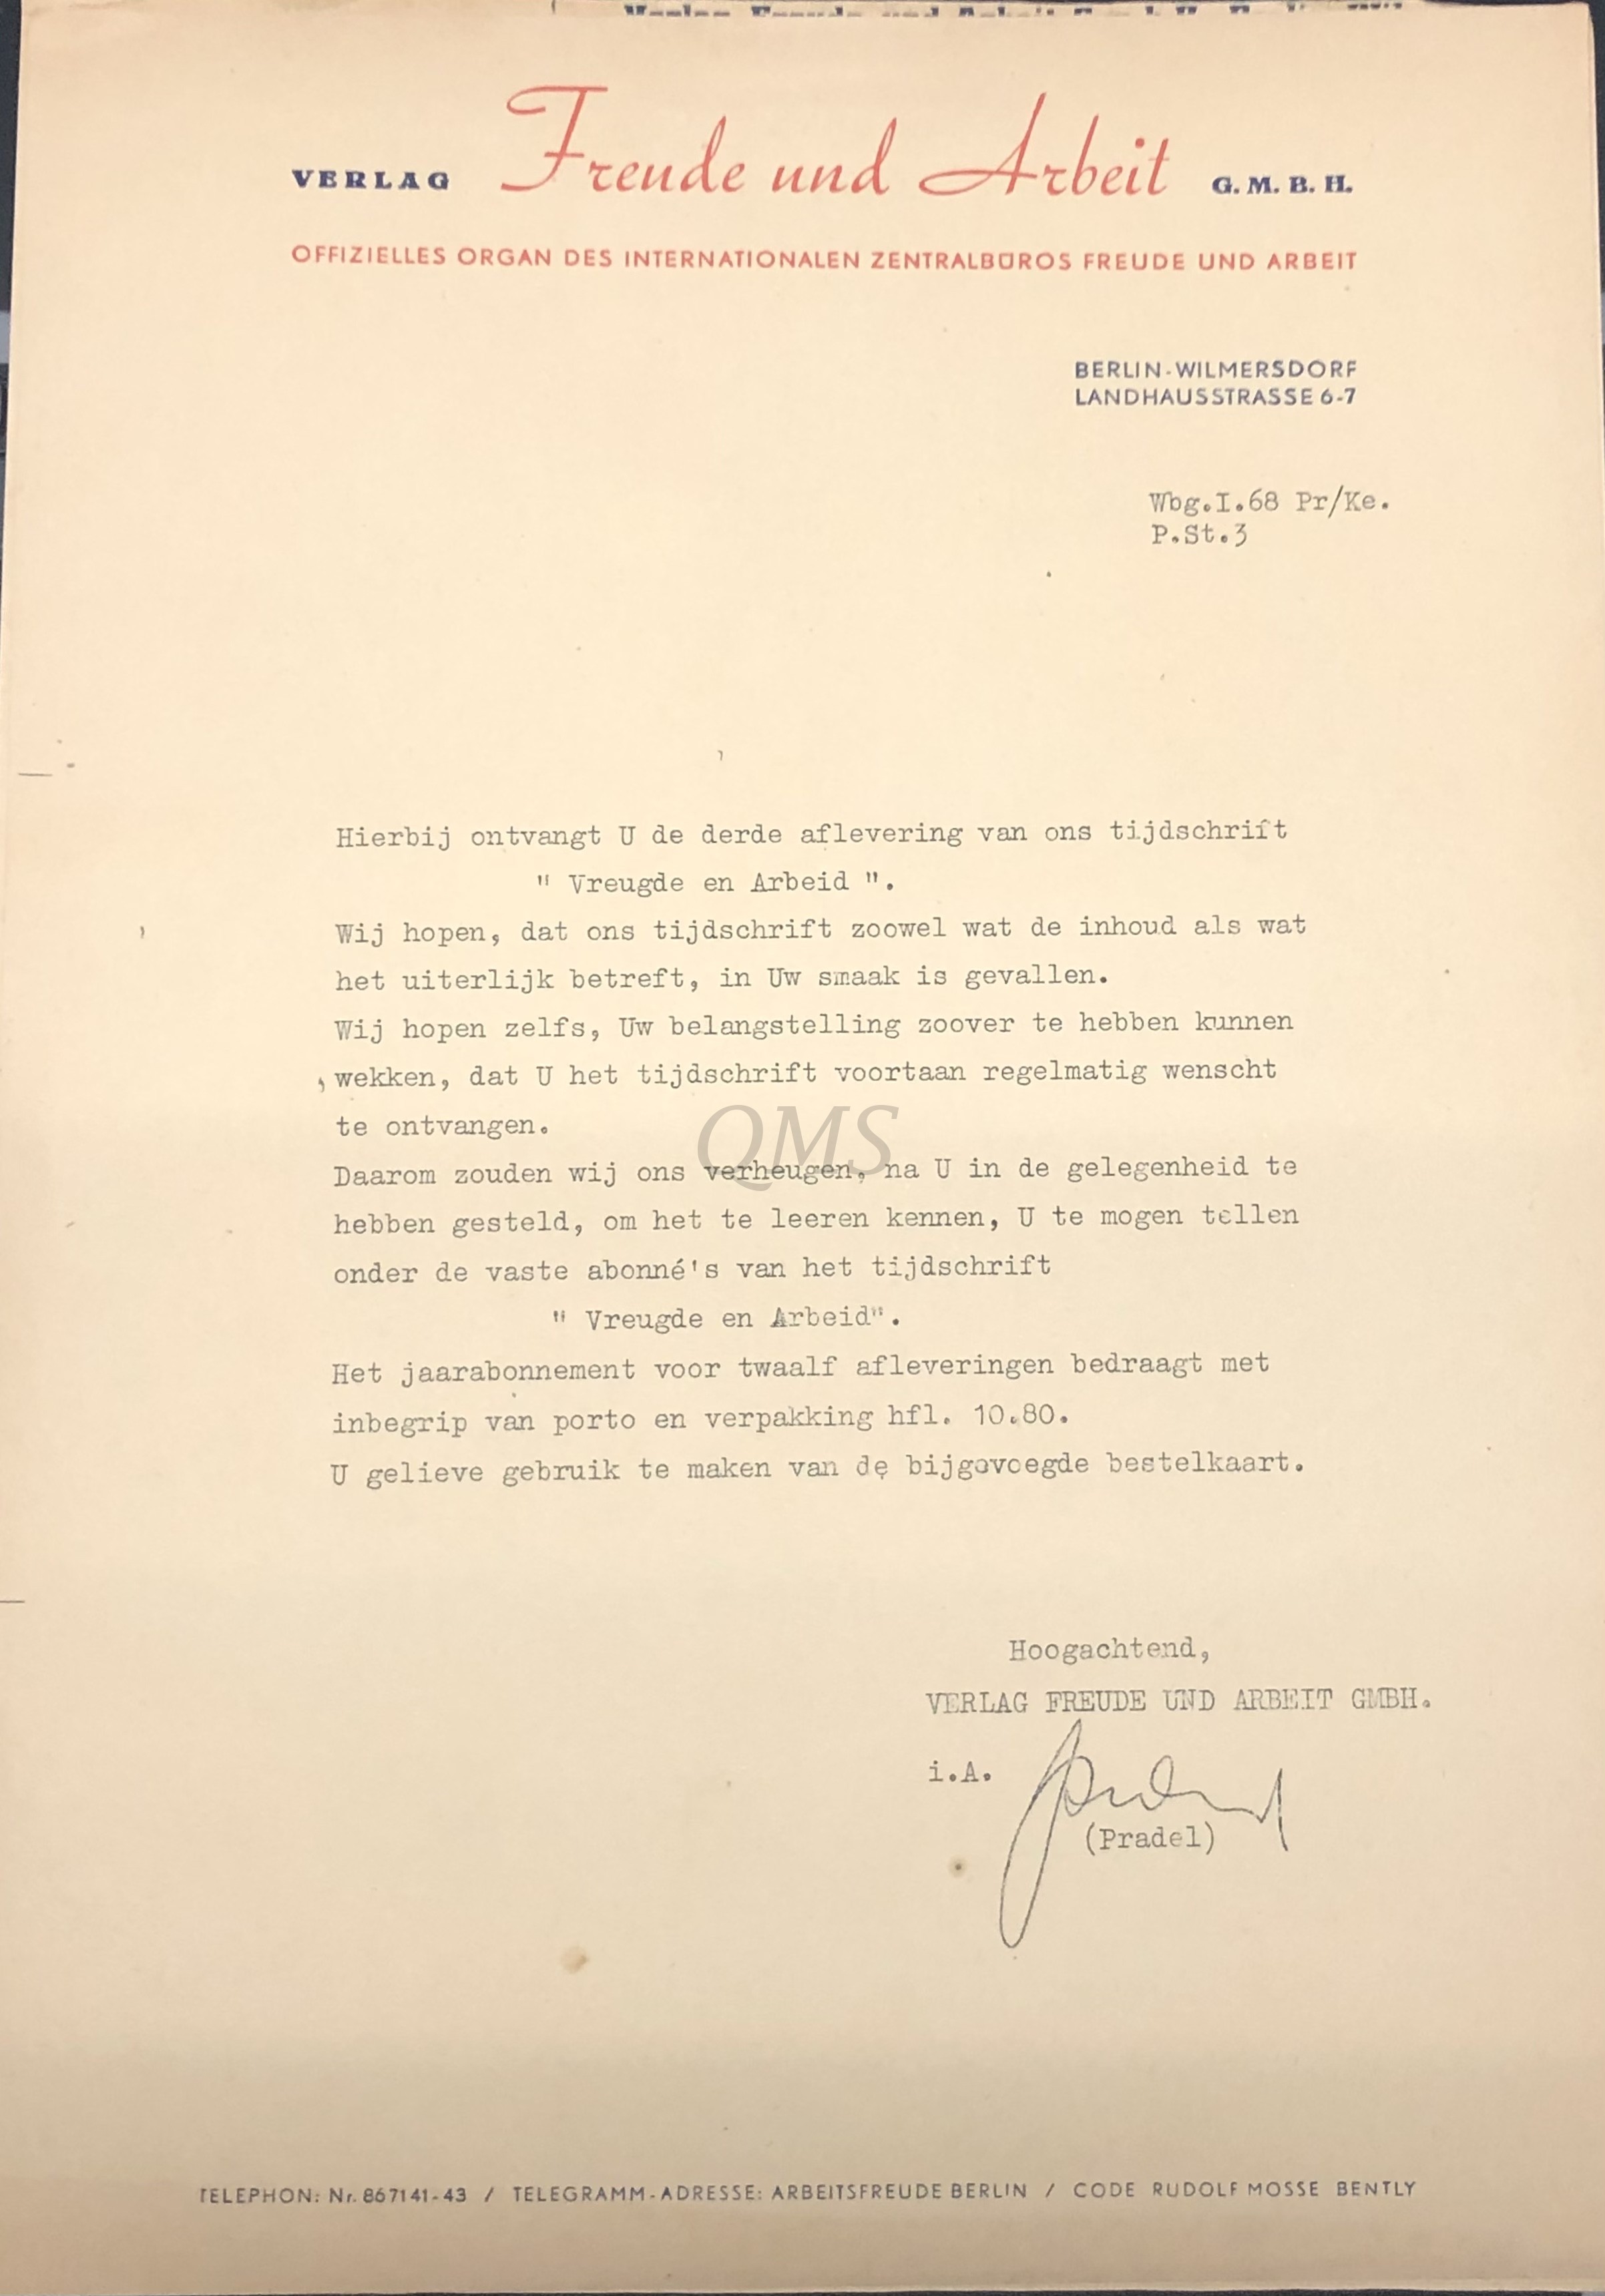 VERLAG Freude und Arbeit G.M.B.H.
OFFIZIELLES ORGAN DES INTERNATIONALEN ZENTRALBÜROS FREUDE UND ARBEIT
BERLIN-WILMERSDORF
LANDHAUSSTRASSE 6-7
Wbg.I.68 Pr/Ke.
P.St.3
Hierbij ontvangt U de derde aflevering van ons tijdschrift
" Vreugde en Arbeid ".
Wij hopen, dat ons tijdschrift zoowel wat de inhoud als wat
het uiterlijk betreft, in Uw smaak is gevallen.
Wij hopen zelfs, Uw belangstelling zoover te hebben kunnen
wekken, dat U het tijdschrift voortaan regelmatig wenscht
te ontvangen.
QMS
Daarom zouden wij ons verheugen, na U in de gelegenheid te
hebben gesteld, om het te leeren kennen, U te mogen tellen
onder de vaste abonné's van het tijdschrift
" Vreugde en Arbeid".
Het jaarabonnement voor twaalf afleveringen bedraagt met
inbegrip van porto en verpakking hfl. 10.80.
U gelieve gebruik te maken van de bijgevoegde bestelkaart.
Hoogachtend,
VERLAG FREUDE UND ARBEIT GMBH.
i.A.
(Pradel)
TELEPHON: Nr. 867141-43 / TELEGRAMM-ADRESSE: ARBEITSFREUDE BERLIN / CODE RUDOLF MOSSE BENTLY